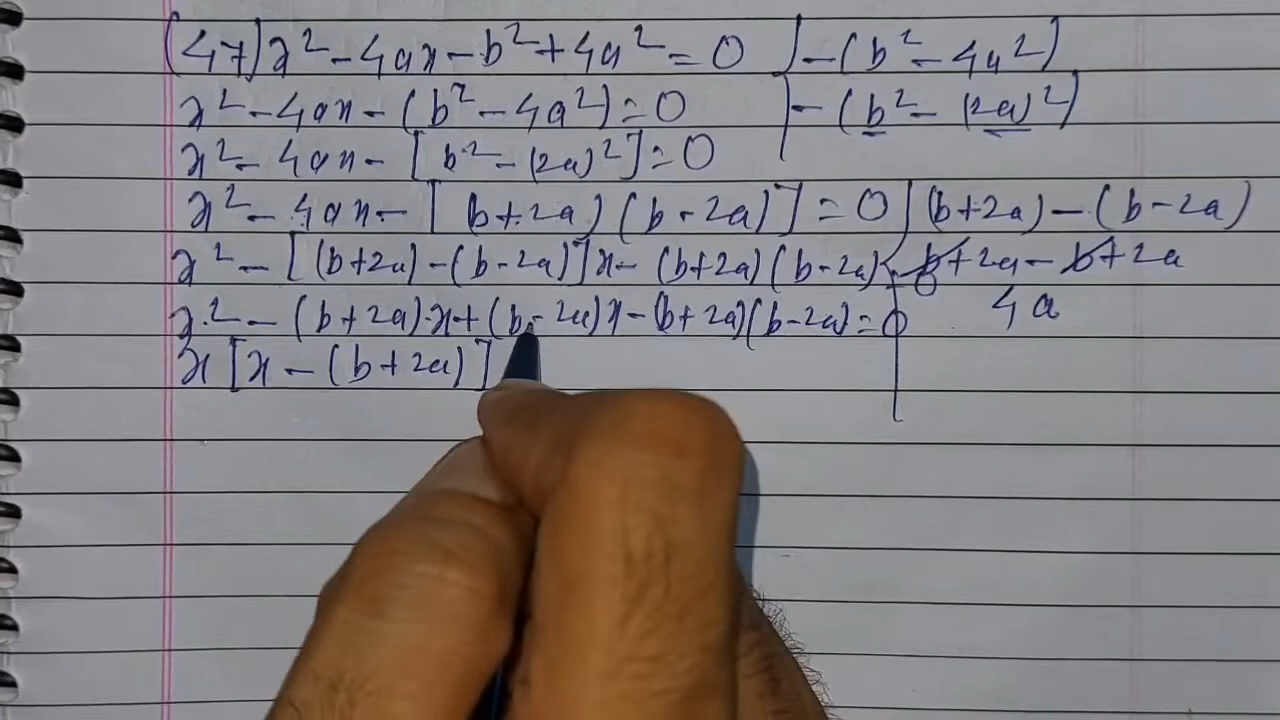 (47) x² - 4ax - b² + 4a² = 0 | - (b² - 4a²)
x² - 4ax - (b² - 4a²) = 0 | - (b² - (2a)²)
x² - 4ax - [b² - (2a)²] = 0
x² - 4ax - [(b+2a)(b-2a)] = 0 | (b+2a) - (b-2a)
x² - [(b+2a) - (b-2a)]x - (b+2a)(b-2a) = 0 | b+2a - b+2a
x² - (b+2a)x + (b-2a)x - (b+2a)(b-2a) = 0 | 4a
x [x - (b+2a)]